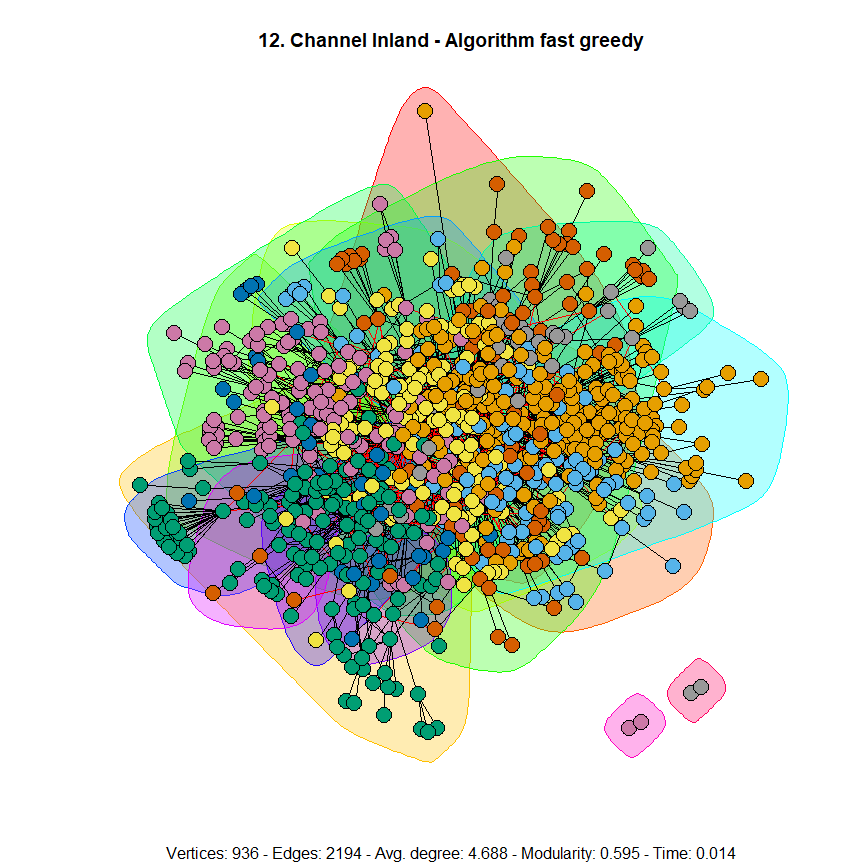 12. Channel Inland - Algorithm fast greedy
Vertices: 936 - Edges: 2194 - Avg. degree: 4.688 - Modularity: 0.595 - Time: 0.014